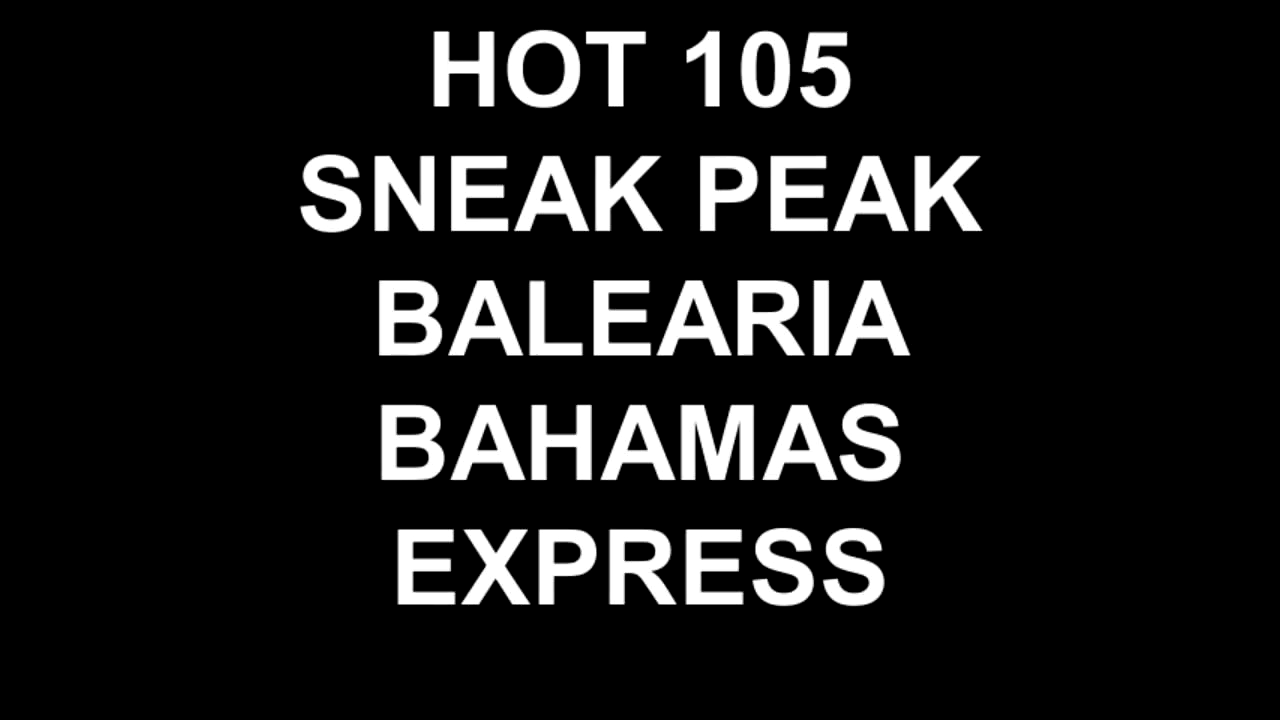 HOT 105
SNEAK PEAK
BALEARIA
BAHAMAS
EXPRESS